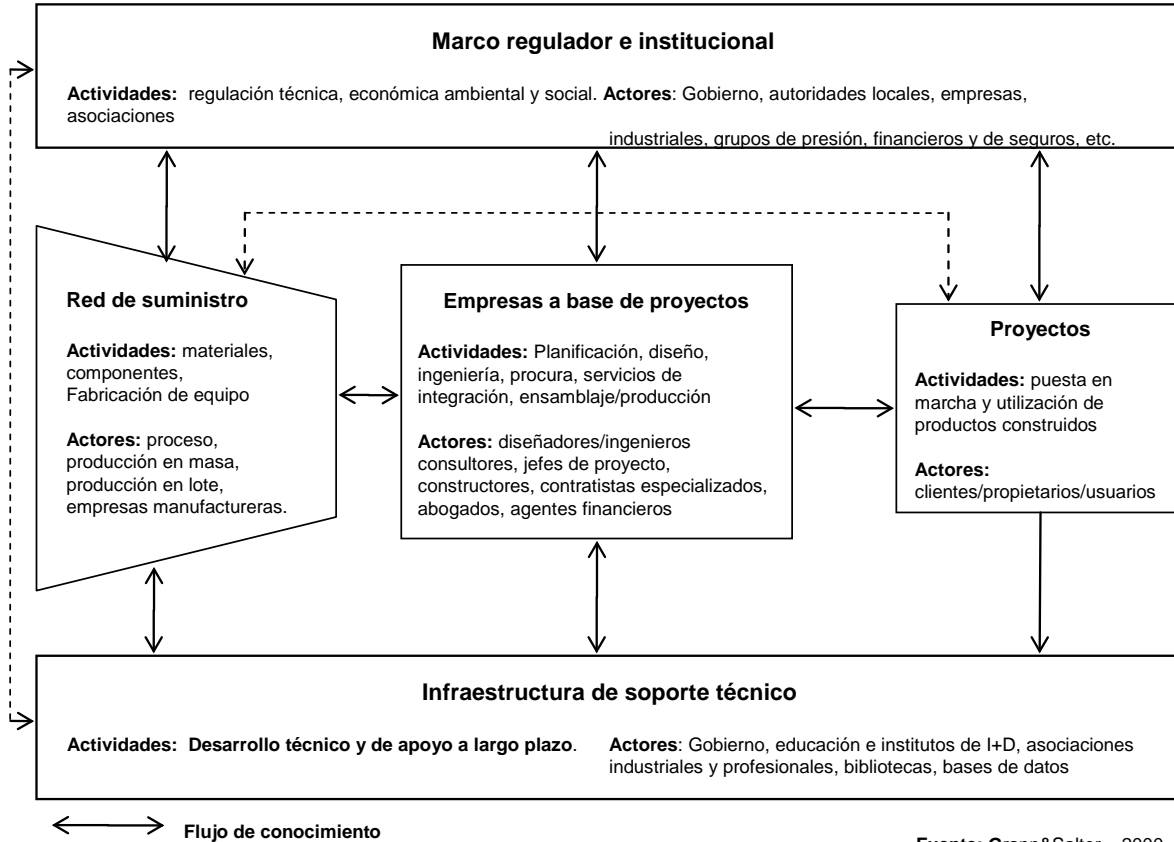 Marco regulador e institucional
Actividades: regulación técnica, económica ambiental y social. Actores: Gobierno, autoridades locales, empresas,
asociaciones
industriales, grupos de presión, financieros y de seguros, etc.
Red de suministro
Actividades: materiales,
componentes,
Fabricación de equipo
Actores: proceso,
producción en masa,
producción en lote,
empresas manufactureras.
Empresas a base de proyectos
Actividades: Planificación, diseño,
ingeniería, procura, servicios de
integración, ensamblaje/producción
Actores: diseñadores/ingenieros
consultores, jefes de proyecto,
constructores, contratistas especializados,
abogados, agentes financieros
Proyectos
Actividades: puesta en
marcha y utilización de
productos construidos
Actores:
clientes/propietarios/usuarios
Infraestructura de soporte técnico
Actividades: Desarrollo técnico y de apoyo a largo plazo.
Actores: Gobierno, educación e institutos de I+D, asociaciones
industriales y profesionales, bibliotecas, bases de datos
Flujo de conocimiento